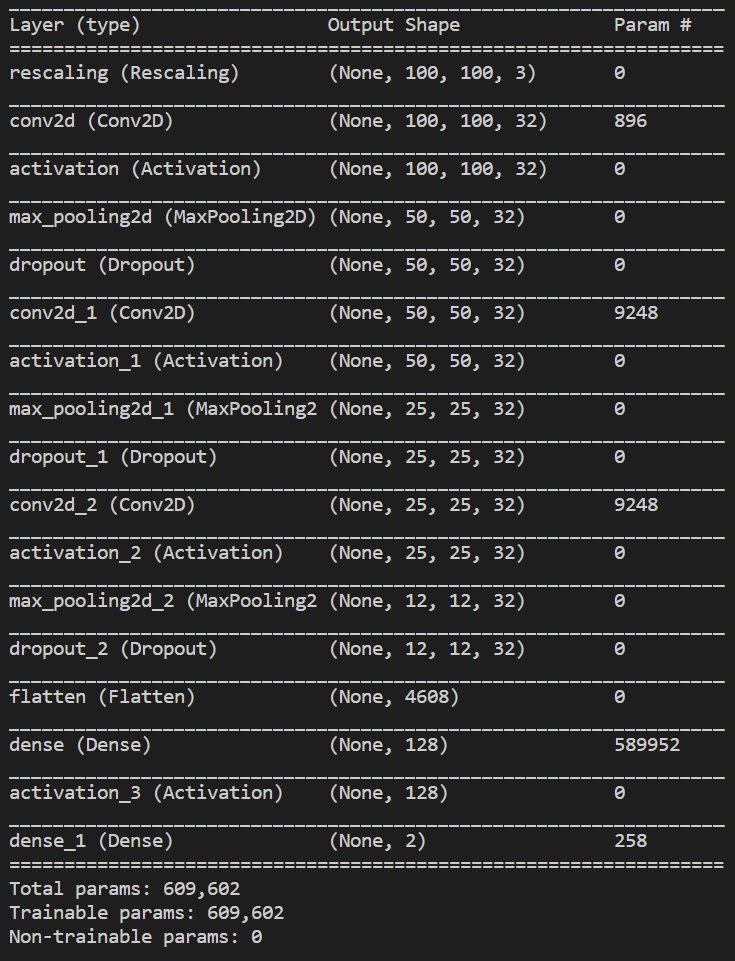 _________________________________________________________________
Layer (type)                 Output Shape              Param #
=================================================================
rescaling (Rescaling)        (None, 100, 100, 3)       0
_________________________________________________________________
conv2d (Conv2D)              (None, 100, 100, 32)      896
_________________________________________________________________
activation (Activation)      (None, 100, 100, 32)      0
_________________________________________________________________
max_pooling2d (MaxPooling2D) (None, 50, 50, 32)        0
_________________________________________________________________
dropout (Dropout)            (None, 50, 50, 32)        0
_________________________________________________________________
conv2d_1 (Conv2D)            (None, 50, 50, 32)        9248
_________________________________________________________________
activation_1 (Activation)    (None, 50, 50, 32)        0
_________________________________________________________________
max_pooling2d_1 (MaxPooling2 (None, 25, 25, 32)        0
_________________________________________________________________
dropout_1 (Dropout)          (None, 25, 25, 32)        0
_________________________________________________________________
conv2d_2 (Conv2D)            (None, 25, 25, 32)        9248
_________________________________________________________________
activation_2 (Activation)    (None, 25, 25, 32)        0
_________________________________________________________________
max_pooling2d_2 (MaxPooling2 (None, 12, 12, 32)        0
_________________________________________________________________
dropout_2 (Dropout)          (None, 12, 12, 32)        0
_________________________________________________________________
flatten (Flatten)            (None, 4608)              0
_________________________________________________________________
dense (Dense)                (None, 128)               589952
_________________________________________________________________
activation_3 (Activation)    (None, 128)               0
_________________________________________________________________
dense_1 (Dense)              (None, 2)                 258
=================================================================
Total params: 609,602
Trainable params: 609,602
Non-trainable params: 0